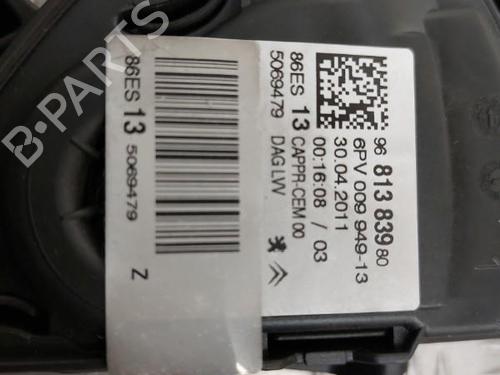 96 813 839 80
6PV 009 949-13
30.04.2011
00:16:08 / 03
86ES 13 CAPPR-CEM 00
5069479 DAG LW
86ES 13 5069479 Z
B-PARTS